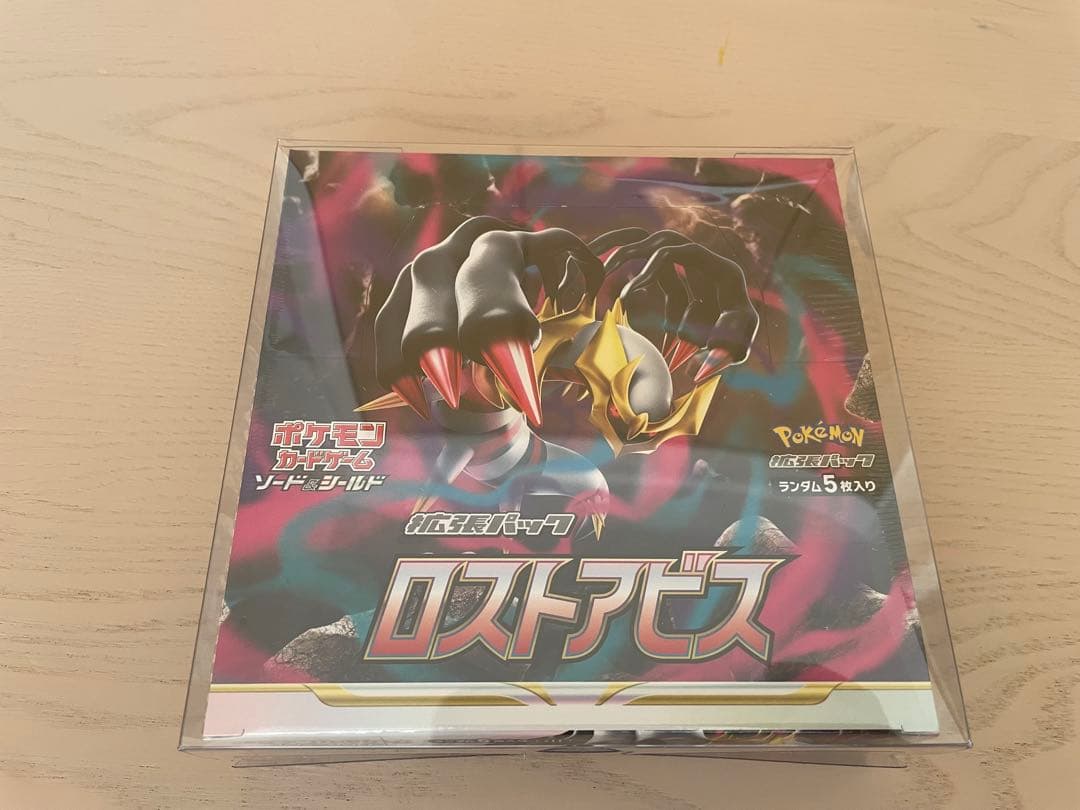 ポケモン
カードゲーム
ソード&シールド
POKéMON
拡張パック
ランダム5枚入り
拡張パック
ロストアビス